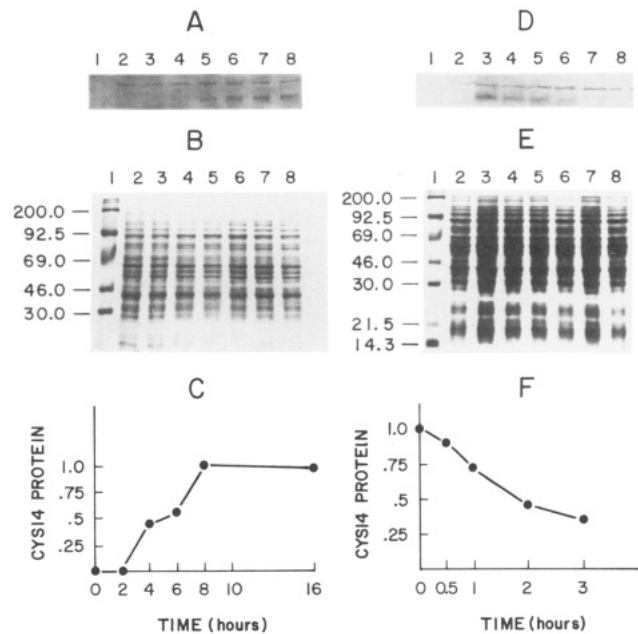 A
1 2 3 4 5 6 7 8
B
1 2 3 4 5 6 7 8
200.0
92.5
69.0
46.0
30.0
C
CYS14 PROTEIN
1.0
.75
.5
.25
0 2 4 6 8 10 16
TIME (hours)
D
1 2 3 4 5 6 7 8
E
1 2 3 4 5 6 7 8
200.0
92.5
69.0
46.0
30.0
21.5
14.3
F
CYS14 PROTEIN
1.0
.75
.5
.25
0 0.5 1 2 3
TIME (hours)